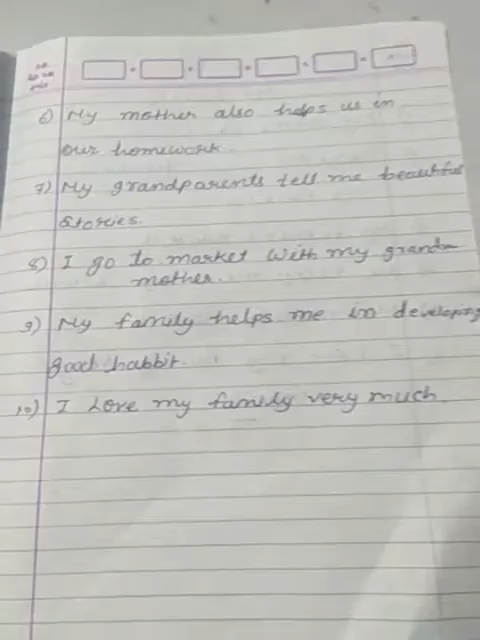 6) My mother also helps us in
our homework.
7) My grandparents tell me beautiful
stories.
8) I go to market with my grand-
mother.
9) My family helps me in developing
good habbit.
10) I Love my family very much.